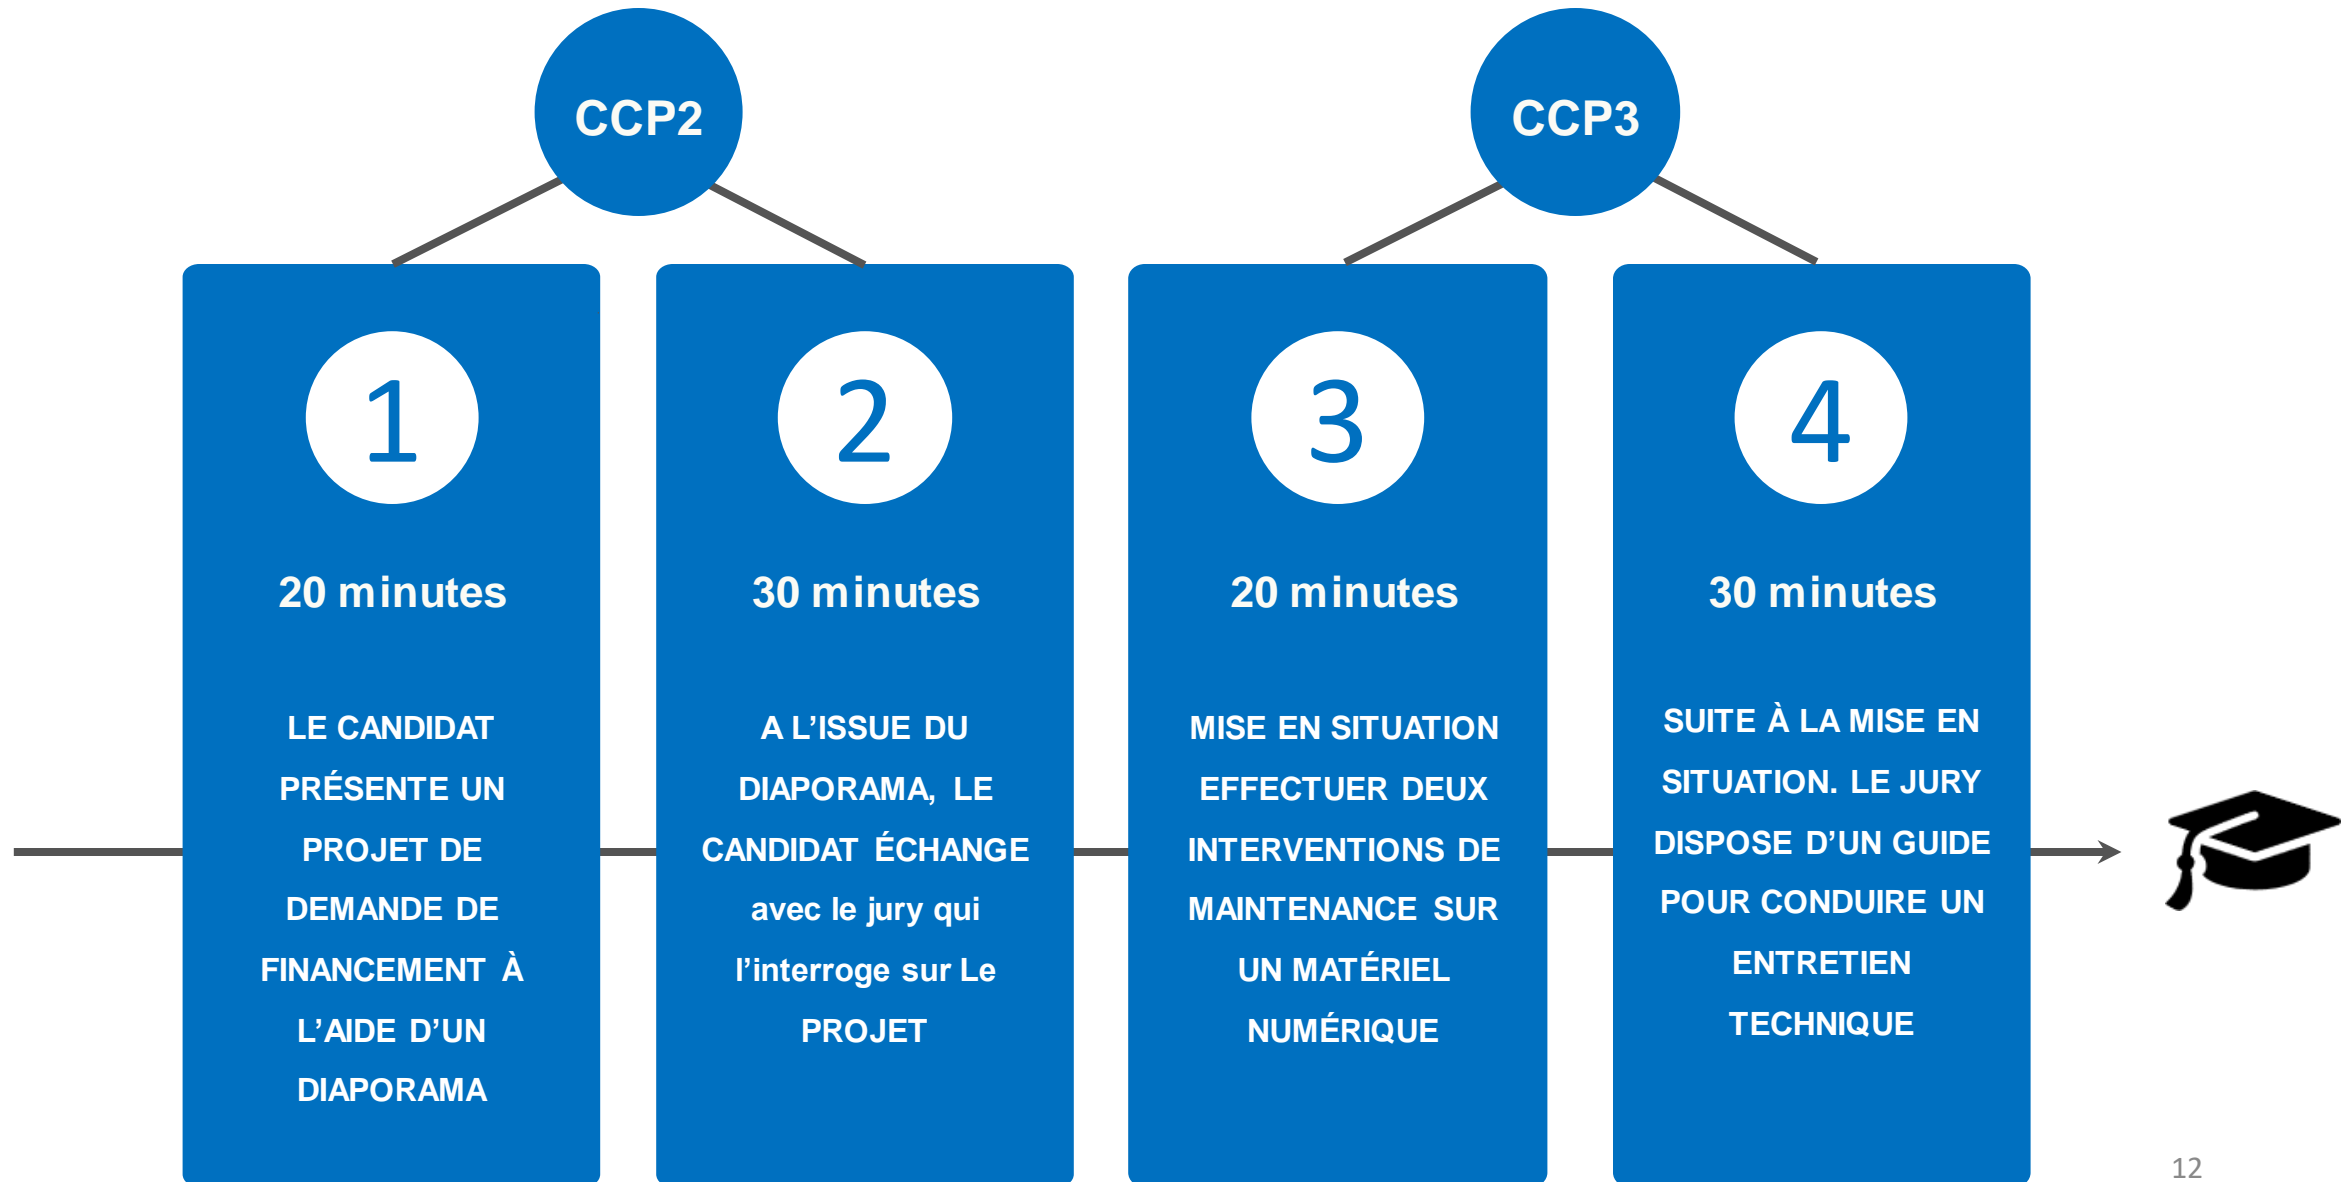 CCP2
CCP3
1
20 minutes
LE CANDIDAT
PRÉSENTE UN
PROJET DE
DEMANDE DE
FINANCEMENT À
L’AIDE D’UN
DIAPORAMA
2
30 minutes
A L’ISSUE DU
DIAPORAMA, LE
CANDIDAT ÉCHANGE
avec le jury qui
l’interroge sur Le
PROJET
3
20 minutes
MISE EN SITUATION
EFFECTUER DEUX
INTERVENTIONS DE
MAINTENANCE SUR
UN MATÉRIEL
NUMÉRIQUE
4
30 minutes
SUITE À LA MISE EN
SITUATION. LE JURY
DISPOSE D’UN GUIDE
POUR CONDUIRE UN
ENTRETIEN
TECHNIQUE
12